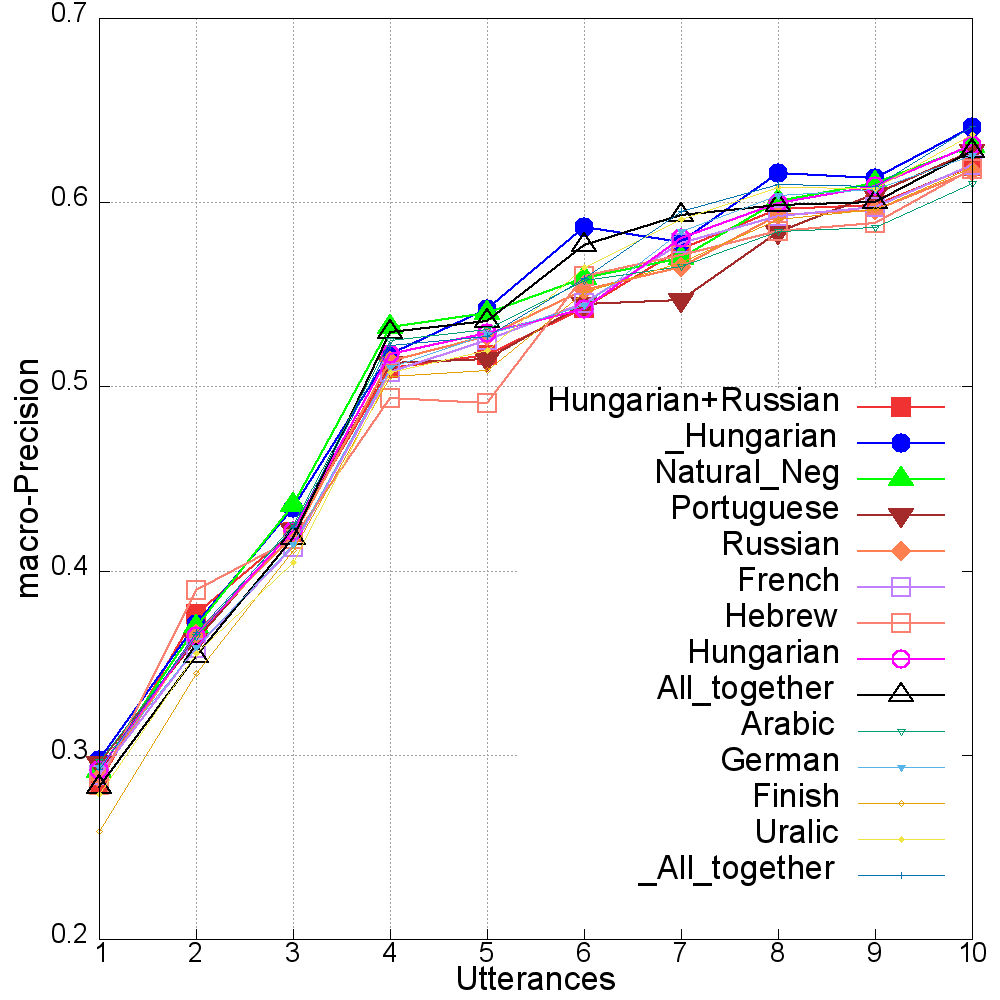 0.7
0.6
0.5
0.4
0.3
0.2
macro-Precision
Hungarian+Russian
_Hungarian
Natural_Neg
Portuguese
Russian
French
Hebrew
Hungarian
All_together
Arabic
German
Finish
Uralic
_All_together
1 2 3 4 5 6 7 8 9 10
Utterances